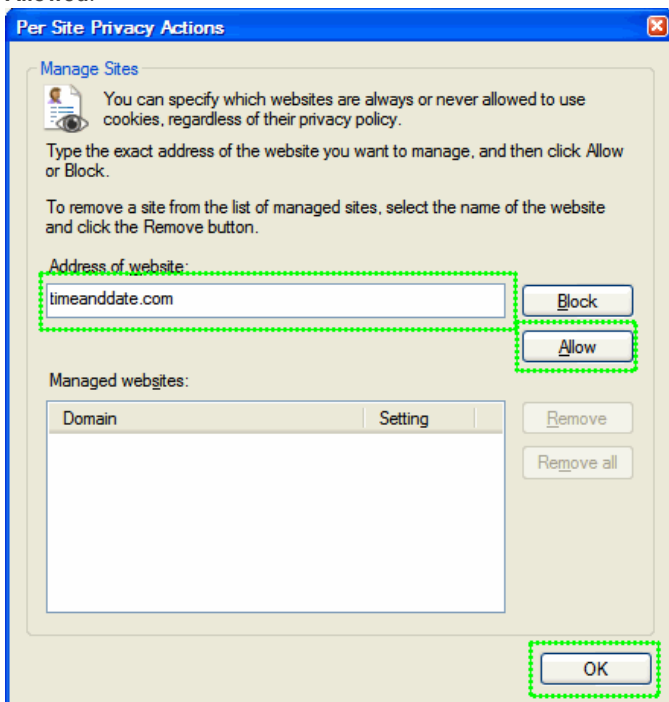 Allowed.
Per Site Privacy Actions
Manage Sites
You can specify which websites are always or never allowed to use
cookies, regardless of their privacy policy.
Type the exact address of the website you want to manage, and then click Allow
or Block.
To remove a site from the list of managed sites, select the name of the website
and click the Remove button.
Address of website:
timeanddate.com
Block
Allow
Managed websites:
Domain Setting
Remove
Remove all
OK